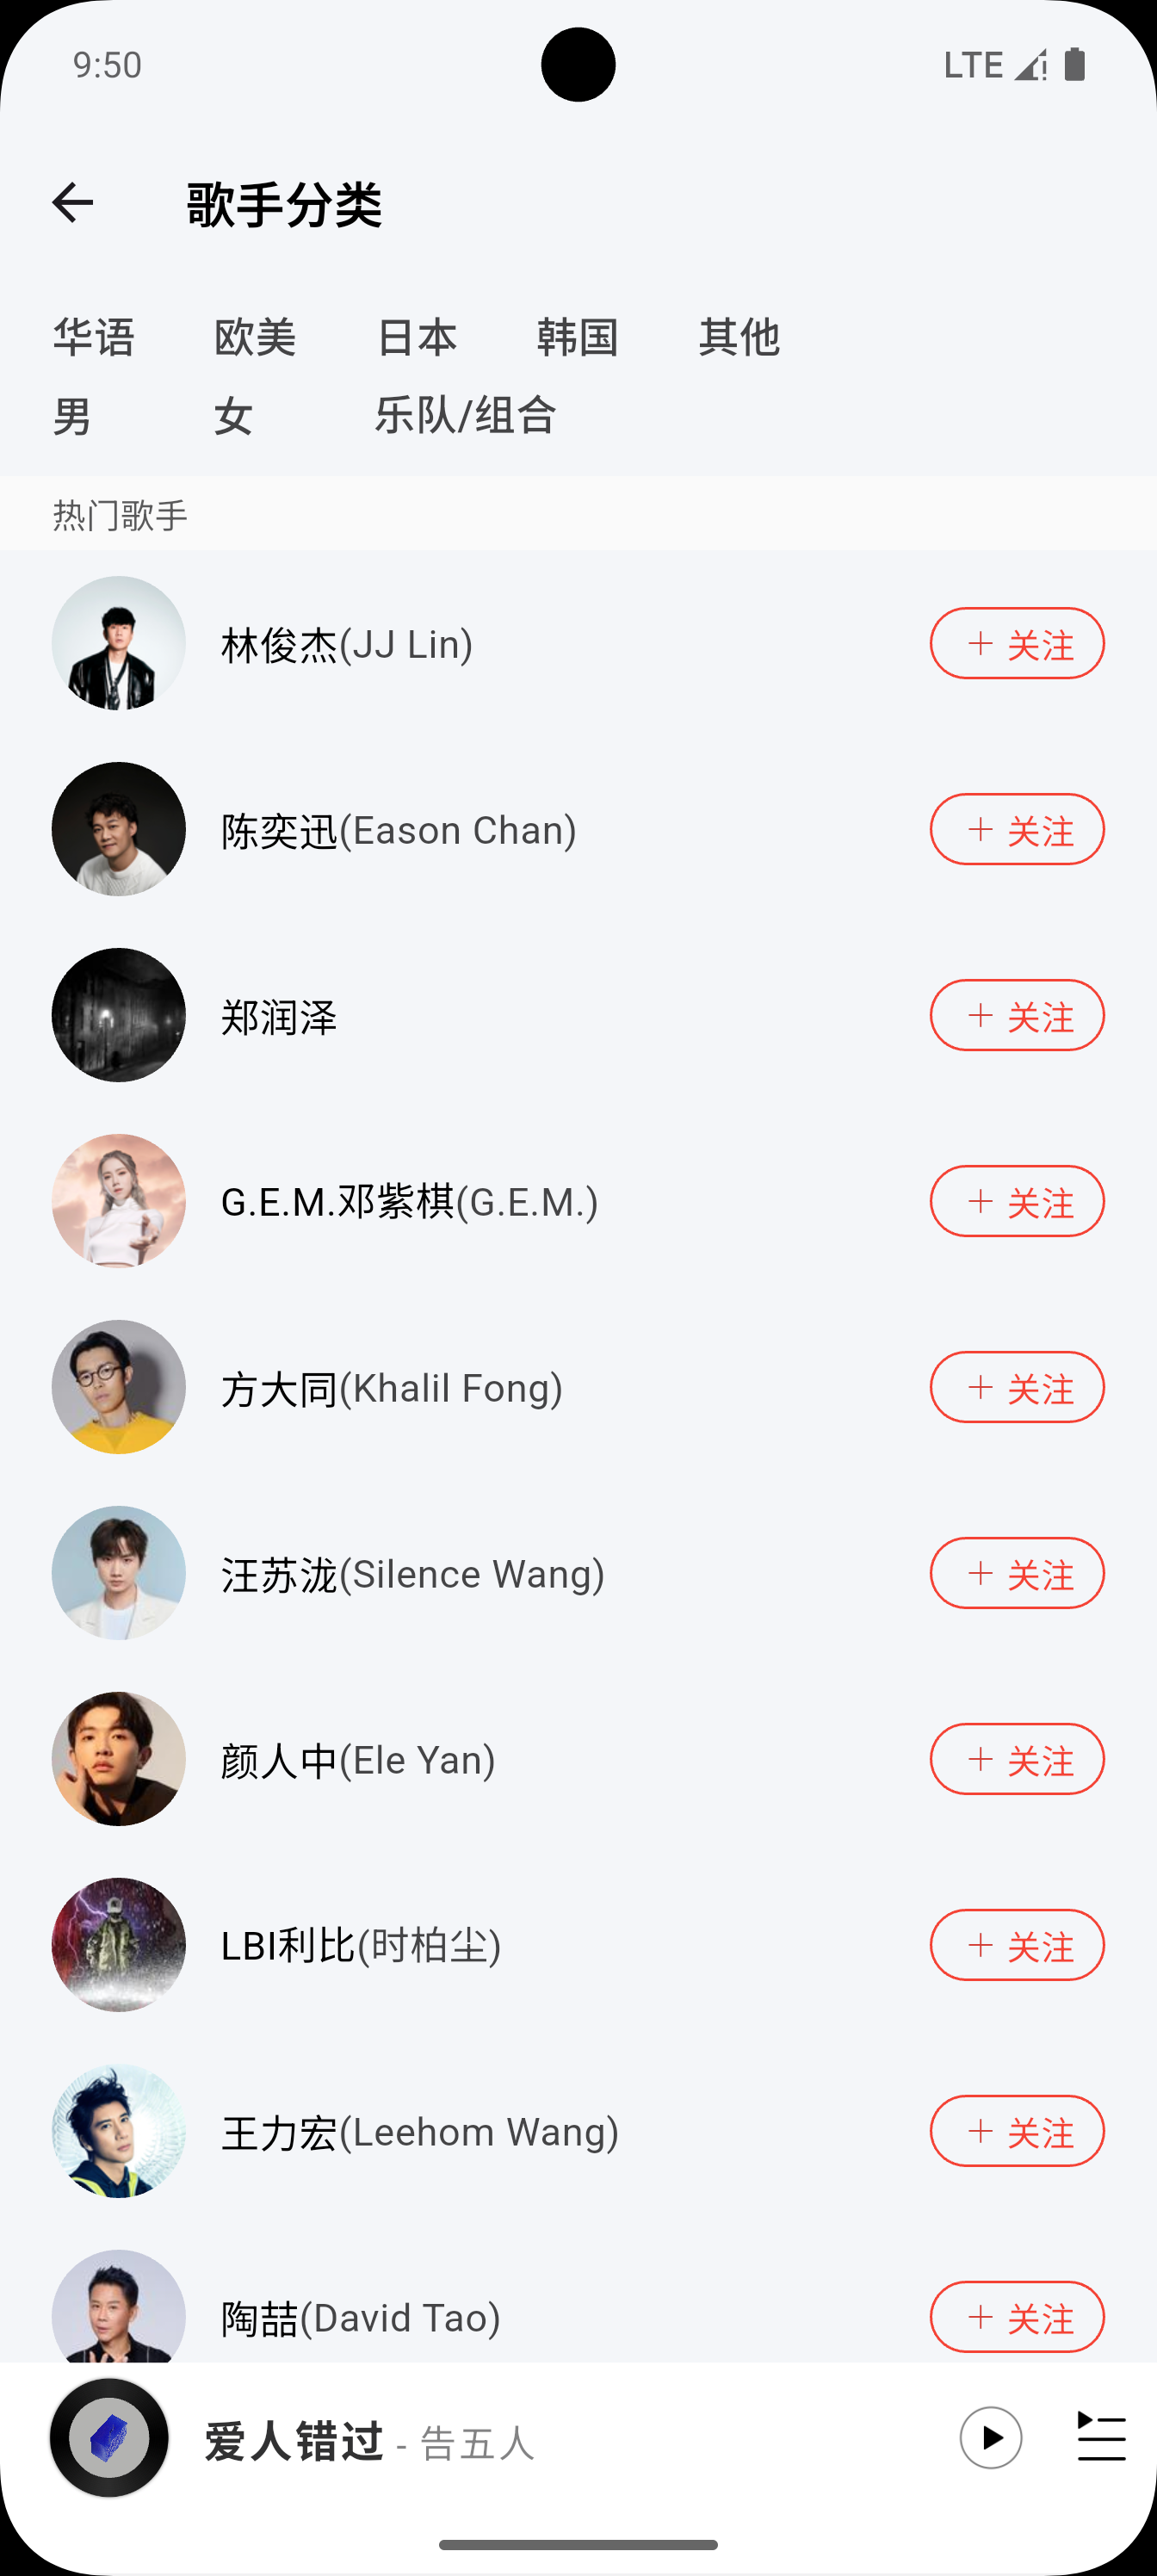 9:50 LTE
歌手分类
华语 欧美 日本 韩国 其他
男 女 乐队/组合
热门歌手
林俊杰(JJ Lin) 关注
陈奕迅(Eason Chan) 关注
郑润泽 关注
G.E.M.邓紫棋(G.E.M.) 关注
方大同(Khalil Fong) 关注
汪苏泷(Silence Wang) 关注
颜人中(Ele Yan) 关注
LBI利比(时柏尘) 关注
王力宏(Leehom Wang) 关注
陶喆(David Tao) 关注
爱人错过 - 告五人